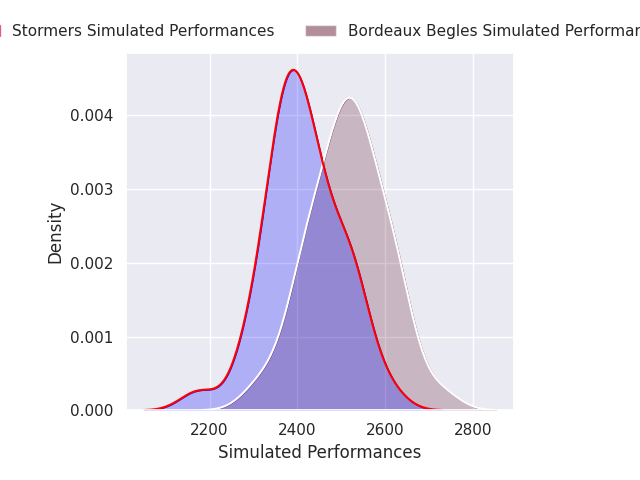 Stormers Simulated Performances
Bordeaux Begles Simulated
0.004
0.003
0.002
0.001
0.000
Density
2200
2400
2600
2800
Simulated Performances